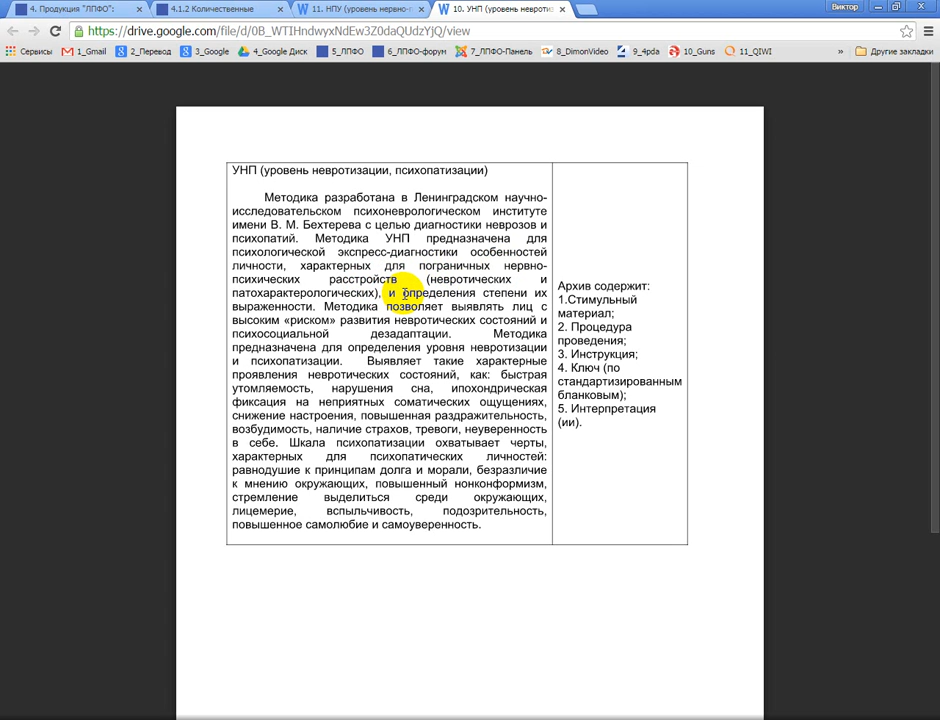 4. Продукция "ЛПФО":
4.1.2 Количественные
11. НПУ (уровень нервно-п
10. УНП (уровень невротиз
Виктор
https://drive.google.com/file/d/0B_WTIHndwyxNdEw3Z0daQUdzYjQ/view
Сервисы
1_Gmail
2_Перевод
3_Google
4_Google Диск
5_ЛПФО
6_ЛПФО-форум
7_ЛПФО-Панель
8_DimonVideo
9_4pda
10_Guns
11_QIWI
»
Другие закладки
УНП (уровень невротизации, психопатизации)
Методика разработана в Ленинградском научно-
исследовательском психоневрологическом институте
имени В. М. Бехтерева с целью диагностики неврозов и
психопатий. Методика УНП предназначена для
психологической экспресс-диагностики особенностей
личности, характерных для пограничных нервно-
психических расстройств (невротических и
патохарактерологических), и определения степени их
выраженности. Методика позволяет выявлять лиц с
высоким «риском» развития невротических состояний и
психосоциальной дезадаптации. Методика
предназначена для определения уровня невротизации
и психопатизации. Выявляет такие характерные
проявления невротических состояний, как: быстрая
утомляемость, нарушения сна, ипохондрическая
фиксация на неприятных соматических ощущениях,
снижение настроения, повышенная раздражительность,
возбудимость, наличие страхов, тревоги, неуверенность
в себе. Шкала психопатизации охватывает черты,
характерных для психопатических личностей:
равнодушие к принципам долга и морали, безразличие
к мнению окружающих, повышенный нонконформизм,
стремление выделиться среди окружающих,
лицемерие, вспыльчивость, подозрительность,
повышенное самолюбие и самоуверенность.
Архив содержит:
1.Стимульный
материал;
2. Процедура
проведения;
3. Инструкция;
4. Ключ (по
стандартизированным
бланковым);
5. Интерпретация
(ии).